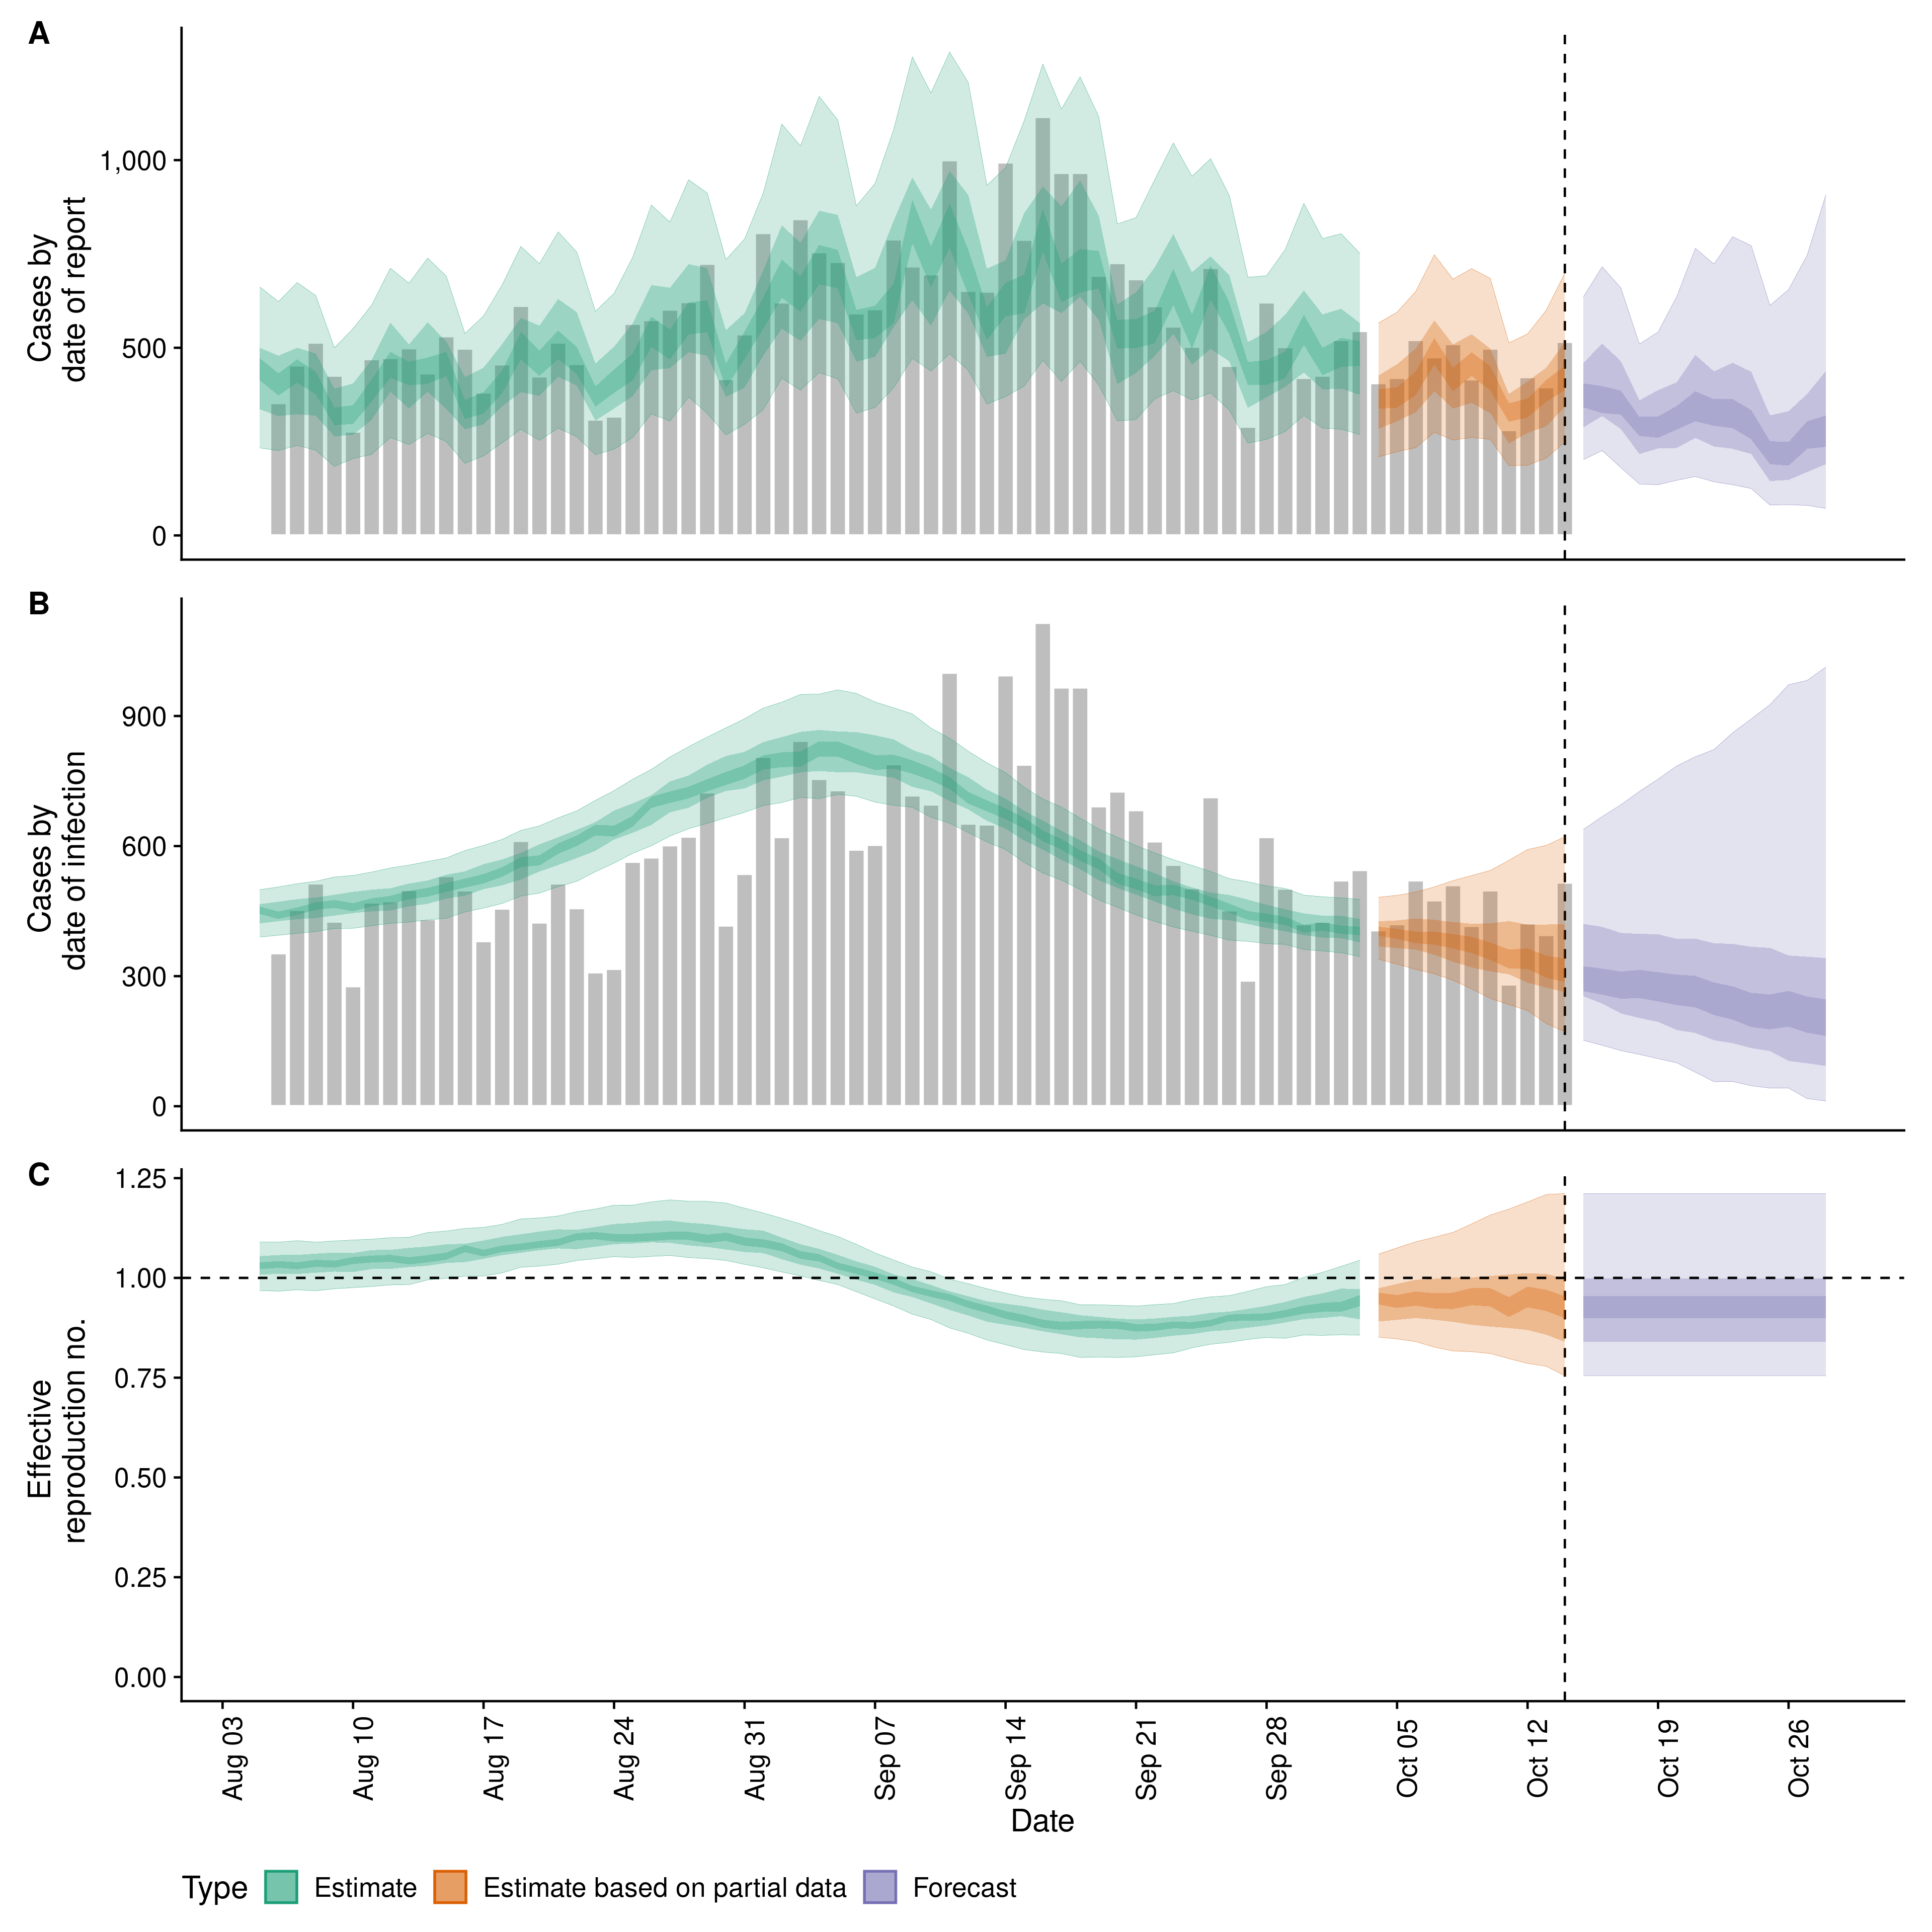 A
Cases by
date of report
1,000
500
0
B
Cases by
date of infection
900
600
300
0
C
Effective
reproduction no.
1.25
1.00
0.75
0.50
0.25
0.00
Aug 03
Aug 10
Aug 17
Aug 24
Aug 31
Sep 07
Sep 14
Sep 21
Sep 28
Oct 05
Oct 12
Oct 19
Oct 26
Date
Type Estimate Estimate based on partial data Forecast